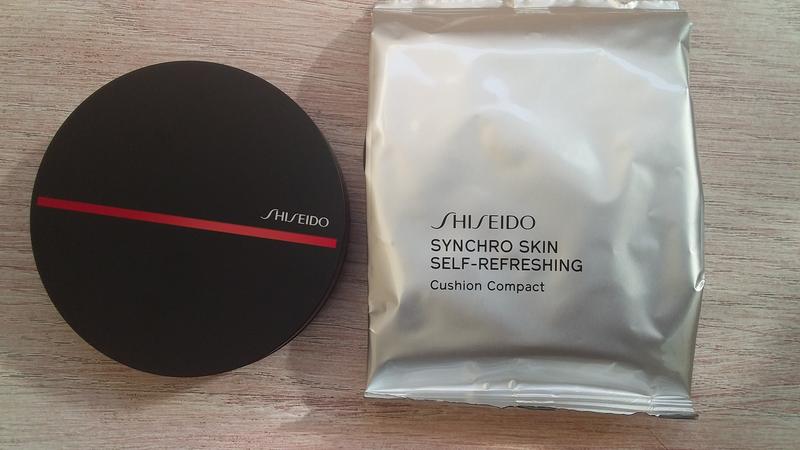 SHISEIDO
SHISEIDO
SYNCHRO SKIN
SELF-REFRESHING
Cushion Compact